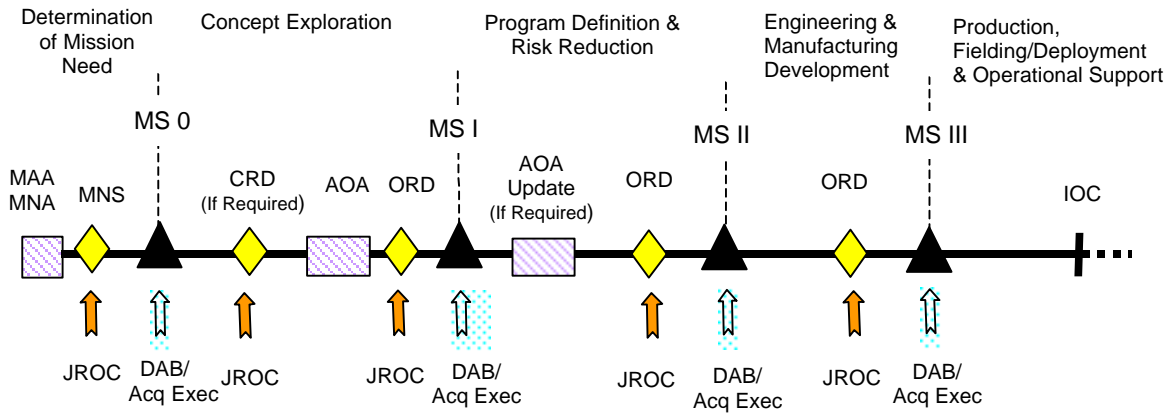 Determination
of Mission
Need
Concept Exploration
Program Definition &
Risk Reduction
Engineering &
Manufacturing
Development
Production,
Fielding/Deployment
& Operational Support
MS 0
MS I
MS II
MS III
MAA
MNA
MNS
CRD
(If Required)
AOA
ORD
AOA
Update
(If Required)
ORD
ORD
IOC
JROC
DAB/
Acq Exec
JROC
JROC
DAB/
Acq Exec
JROC
DAB/
Acq Exec
JROC
DAB/
Acq Exec